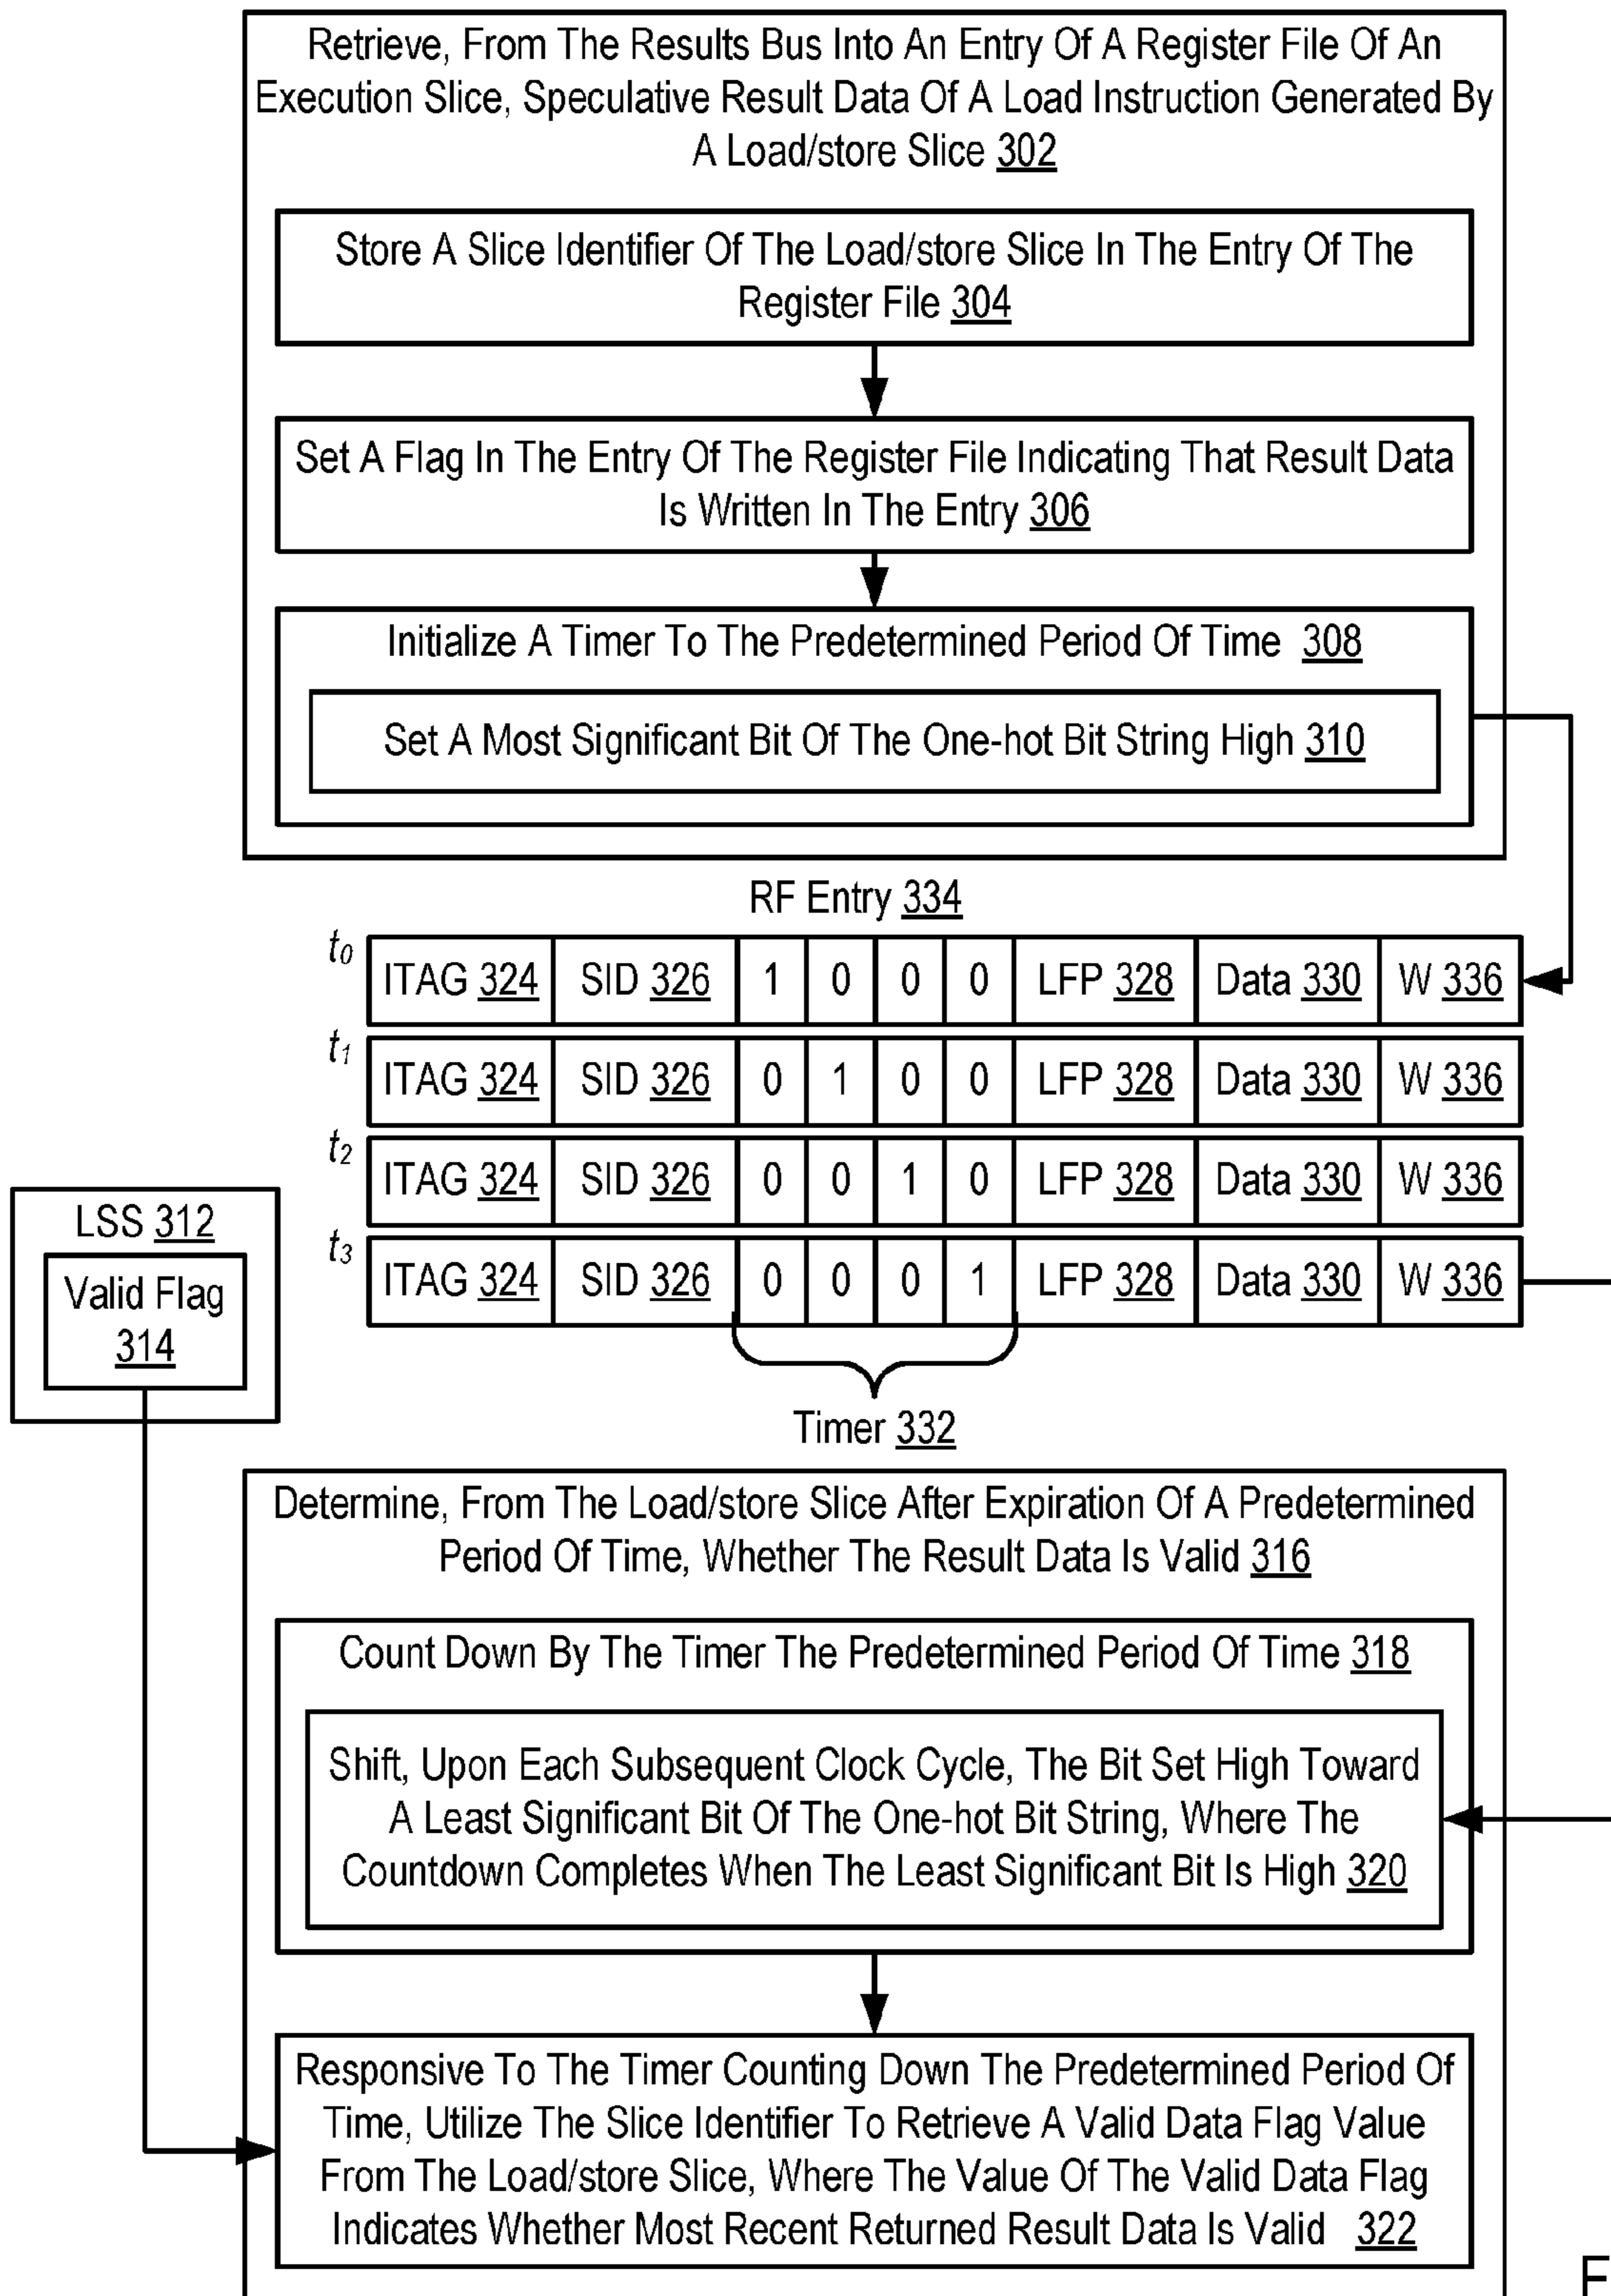 Retrieve, From The Results Bus Into An Entry Of A Register File Of An
Execution Slice, Speculative Result Data Of A Load Instruction Generated By
A Load/store Slice 302
Store A Slice Identifier Of The Load/store Slice In The Entry Of The
Register File 304
Set A Flag In The Entry Of The Register File Indicating That Result Data
Is Written In The Entry 306
Initialize A Timer To The Predetermined Period Of Time 308
Set A Most Significant Bit Of The One-hot Bit String High 310
RF Entry 334
t0 ITAG 324 SID 326 1 0 0 0 LFP 328 Data 330 W 336
t1 ITAG 324 SID 326 0 1 0 0 LFP 328 Data 330 W 336
t2 ITAG 324 SID 326 0 0 1 0 LFP 328 Data 330 W 336
t3 ITAG 324 SID 326 0 0 0 1 LFP 328 Data 330 W 336
LSS 312
Valid Flag
314
Timer 332
Determine, From The Load/store Slice After Expiration Of A Predetermined
Period Of Time, Whether The Result Data Is Valid 316
Count Down By The Timer The Predetermined Period Of Time 318
Shift, Upon Each Subsequent Clock Cycle, The Bit Set High Toward
A Least Significant Bit Of The One-hot Bit String, Where The
Countdown Completes When The Least Significant Bit Is High 320
Responsive To The Timer Counting Down The Predetermined Period Of
Time, Utilize The Slice Identifier To Retrieve A Valid Data Flag Value
From The Load/store Slice, Where The Value Of The Valid Data Flag
Indicates Whether Most Recent Returned Result Data Is Valid 322